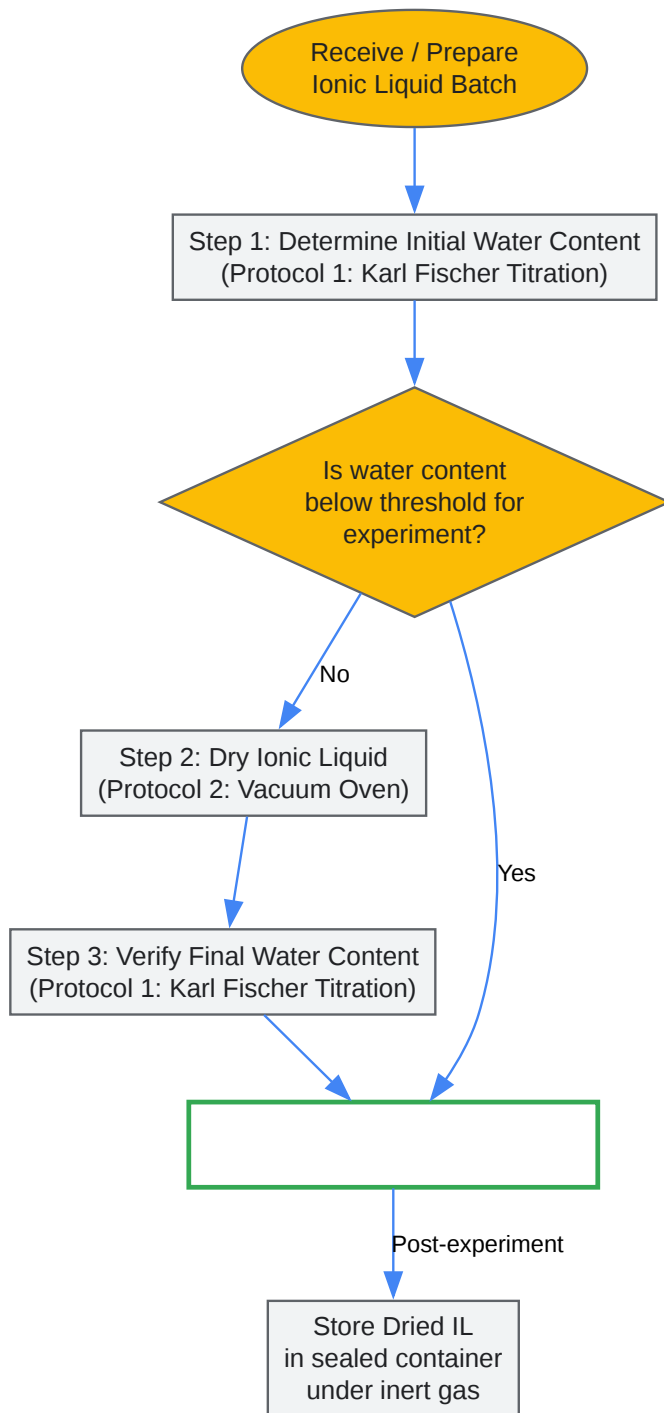 Receive / Prepare
Ionic Liquid Batch
Step 1: Determine Initial Water Content
(Protocol 1: Karl Fischer Titration)
Is water content
below threshold for
experiment?
No
Step 2: Dry Ionic Liquid
(Protocol 2: Vacuum Oven)
Yes
Step 3: Verify Final Water Content
(Protocol 1: Karl Fischer Titration)
Post-experiment
Store Dried IL
in sealed container
under inert gas